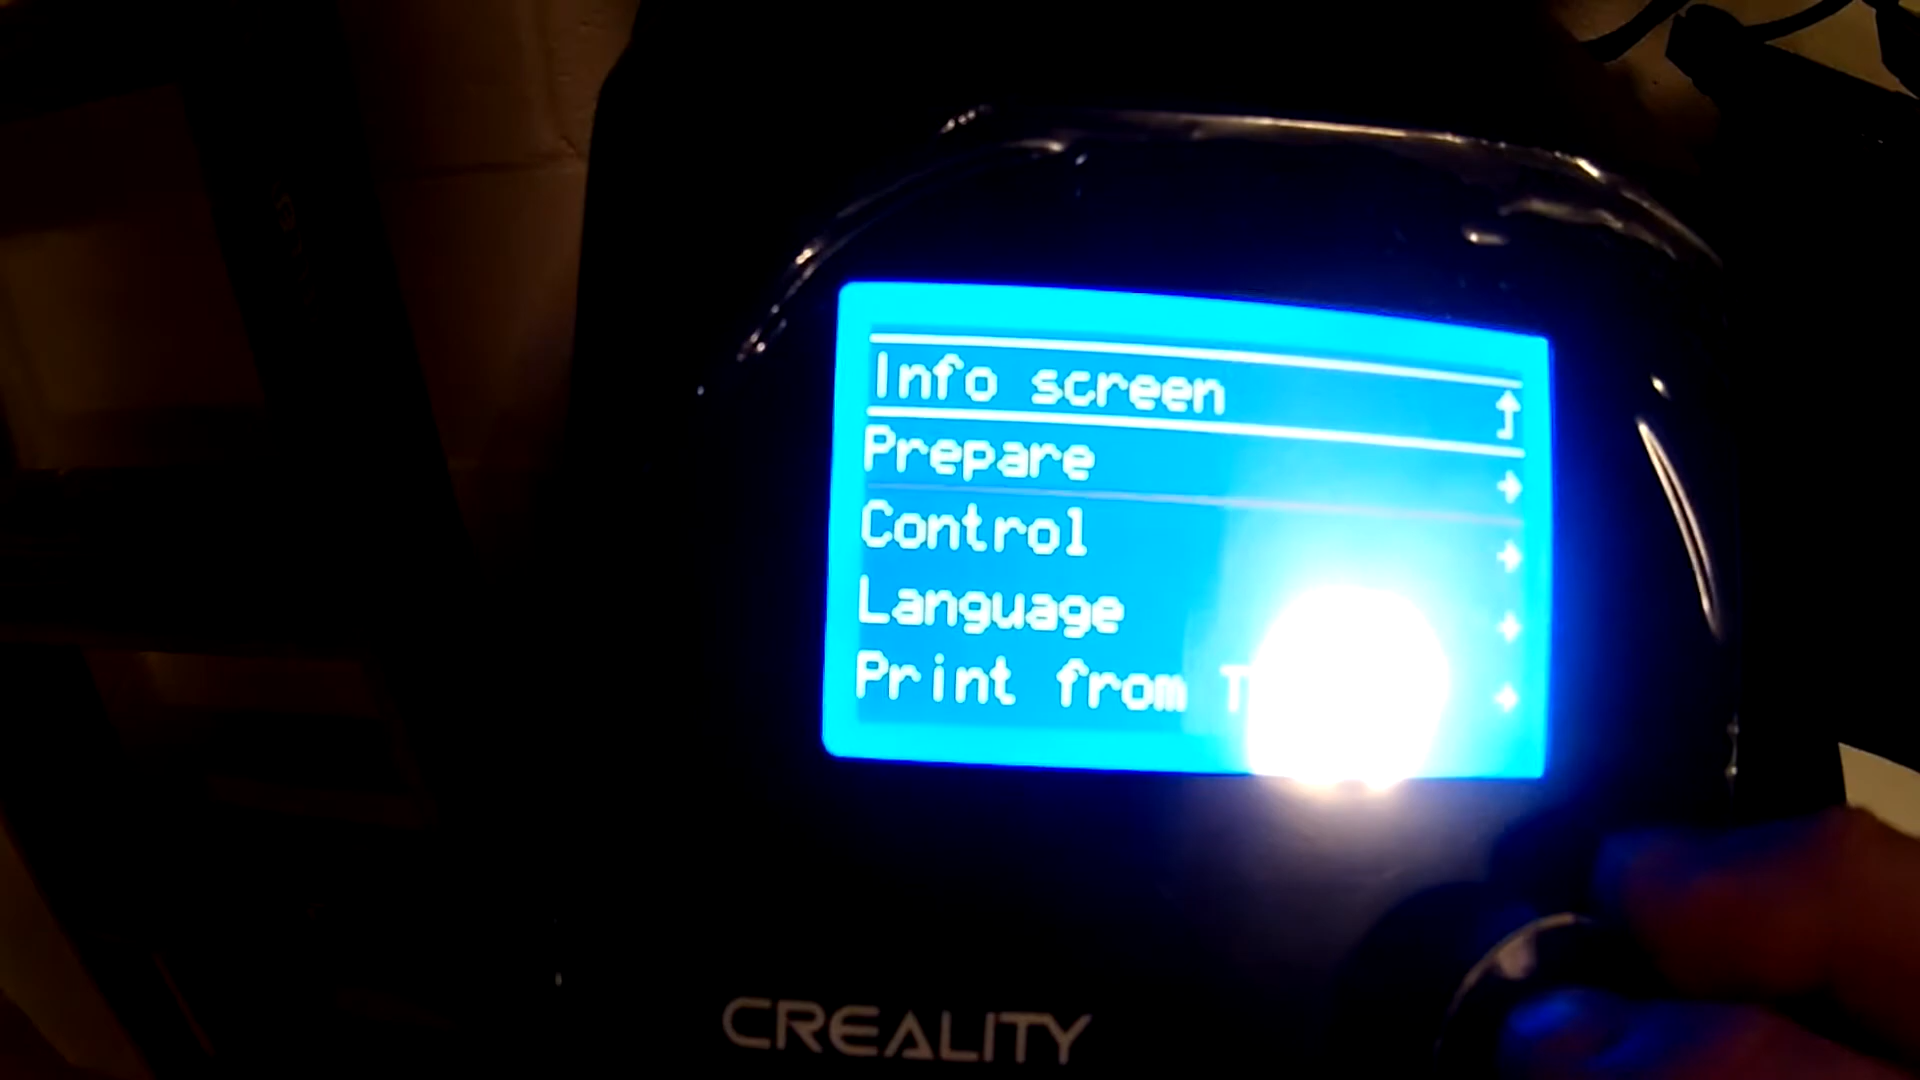 Info screen
Prepare
Control
Language
Print from
CREALITY